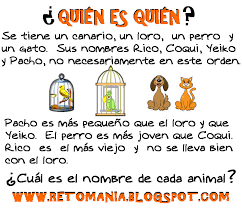 ¿QUIÉN ES QUIÉN?
Se tiene un canario, un loro, un perro y
un gato. Sus nombres Rico, Coqui, Yeiko
y Pacho, no necesariamente en este orden.
Pacho es más pequeño que el loro y que
Yeiko. El perro es más joven que Coqui.
Rico es el más viejo y no se lleva bien
con el loro.
¿Cuál es el nombre de cada animal?
WWW.RETOMANIA.BLOGSPOT.COM